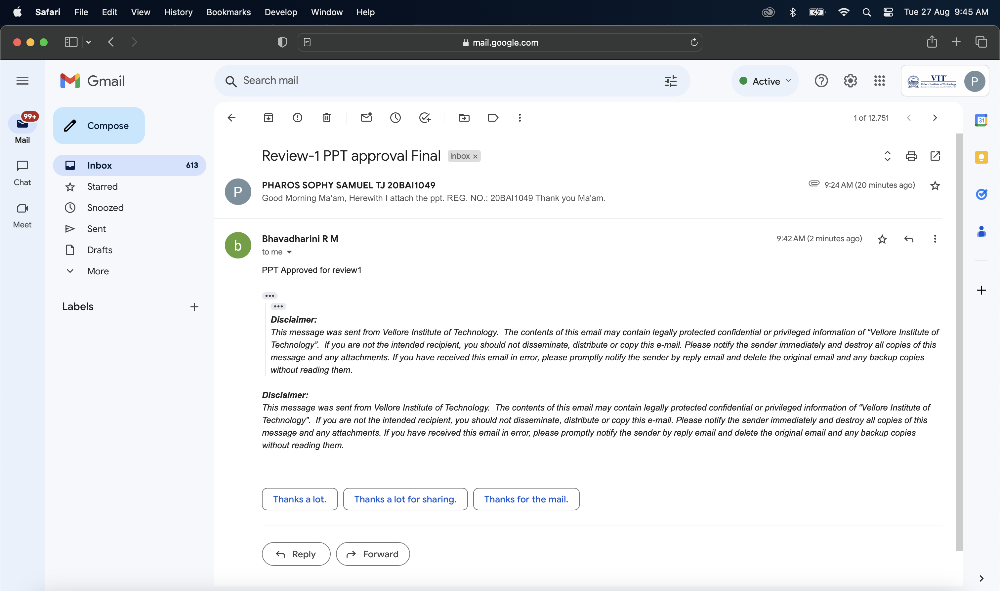 Safari File Edit View History Bookmarks Develop Window Help Tue 27 Aug 9:45 AM
mail.google.com
Gmail
Search mail
Active
VIT
Vellore Institute of Technology
P
99+
Mail
Chat
Meet
Compose
Inbox 613
Starred
Snoozed
Sent
Drafts
More
Labels
1 of 12,751
31
Review-1 PPT approval Final Inbox x
P
PHAROS SOPHY SAMUEL TJ 20BAI1049 9:24 AM (20 minutes ago)
Good Morning Ma'am, Herewith I attach the ppt. REG. NO.: 20BAI1049 Thank you Ma'am.
b
Bhavadharini R M 9:42 AM (2 minutes ago)
to me
PPT Approved for review1
Disclaimer:
This message was sent from Vellore Institute of Technology.  The contents of this email may contain legally protected confidential or privileged information of “Vellore Institute of
Technology”.  If you are not the intended recipient, you should not disseminate, distribute or copy this e-mail. Please notify the sender immediately and destroy all copies of this
message and any attachments. If you have received this email in error, please promptly notify the sender by reply email and delete the original email and any backup copies
without reading them.
Disclaimer:
This message was sent from Vellore Institute of Technology.  The contents of this email may contain legally protected confidential or privileged information of “Vellore Institute of
Technology”.  If you are not the intended recipient, you should not disseminate, distribute or copy this e-mail. Please notify the sender immediately and destroy all copies of this
message and any attachments. If you have received this email in error, please promptly notify the sender by reply email and delete the original email and any backup copies
without reading them.
Thanks a lot. Thanks a lot for sharing. Thanks for the mail.
Reply Forward